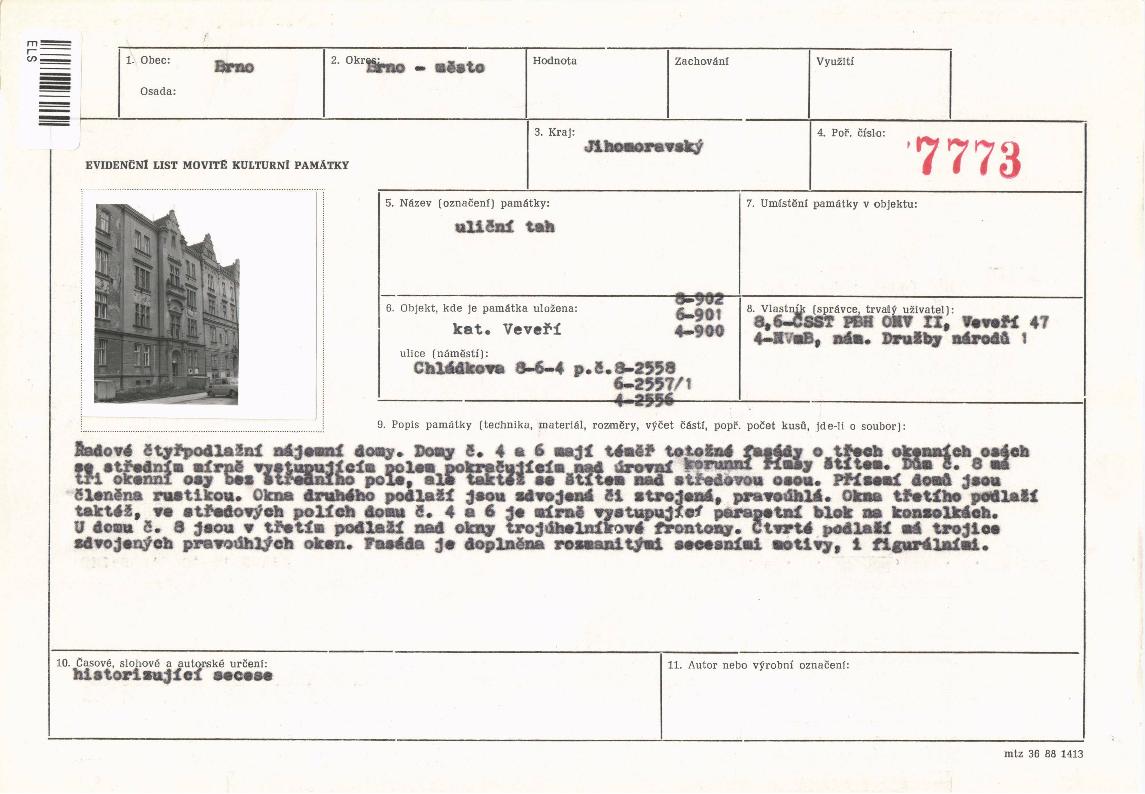 ELS
1. Obec: Brno
Osada:
2. Okres: Brno - město
Hodnota
Zachování
Využití
3. Kraj: Jihomoravský
4. Poř. číslo: 7773
EVIDENČNÍ LIST MOVITÉ KULTURNÍ PAMÁTKY
5. Název (označení) památky:
uliční tah
7. Umístění památky v objektu:
6. Objekt, kde je památka uložena:
8-902
6-901
kat. Veveří 4-900
ulice (náměstí):
Chládkova 8-6-4 p.č.8-2558
6-2557/1
4-2556
8. Vlastník (správce, trvalý uživatel):
8,6-ČSST PBH ONV II, Veveří 47
4-NVmB, nám. Družby národů 1
9. Popis památky (technika, materiál, rozměry, výčet částí, popř. počet kusů, jde-li o soubor):
Řadové čtyřpodlažní nájemní domy. Domy č. 4 a 6 mají téměř totožné fasády o třech okenních osách
se středním mírně vystupujícím polem pokračujícím nad úrovní korunní římsy štítem. Dům č. 8 má
tři okenní osy bez středního pole, ale taktéž se štítem nad středovou osou. Přízemí domů jsou
členěna rustikou. Okna druhého podlaží jsou zdvojená či strojená, pravoúhlá. Okna třetího podlaží
taktéž, ve středových polích domu č. 4 a 6 je mírně vystupující parapetní blok na konzolkách.
U domu č. 8 jsou v třetím podlaží nad okny trojúhelníkové frontony. Čtvrté podlaží má trojice
zdvojených pravoúhlých oken. Fasáda je doplněna rozmanitými secesními motivy, i figurálními.
10. Časové, slohové a autorské určení:
historizující secese
11. Autor nebo výrobní označení:
mtz 36 88 1413